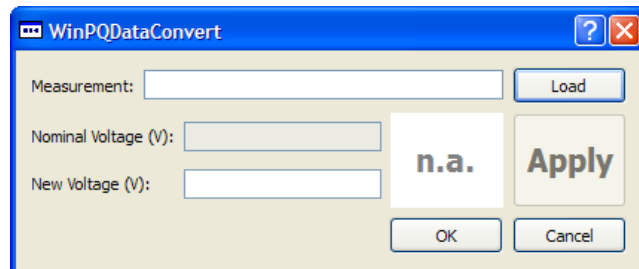 WinPQDataConvert
Measurement: Load
Nominal Voltage (V):
n.a. Apply
New Voltage (V):
OK Cancel